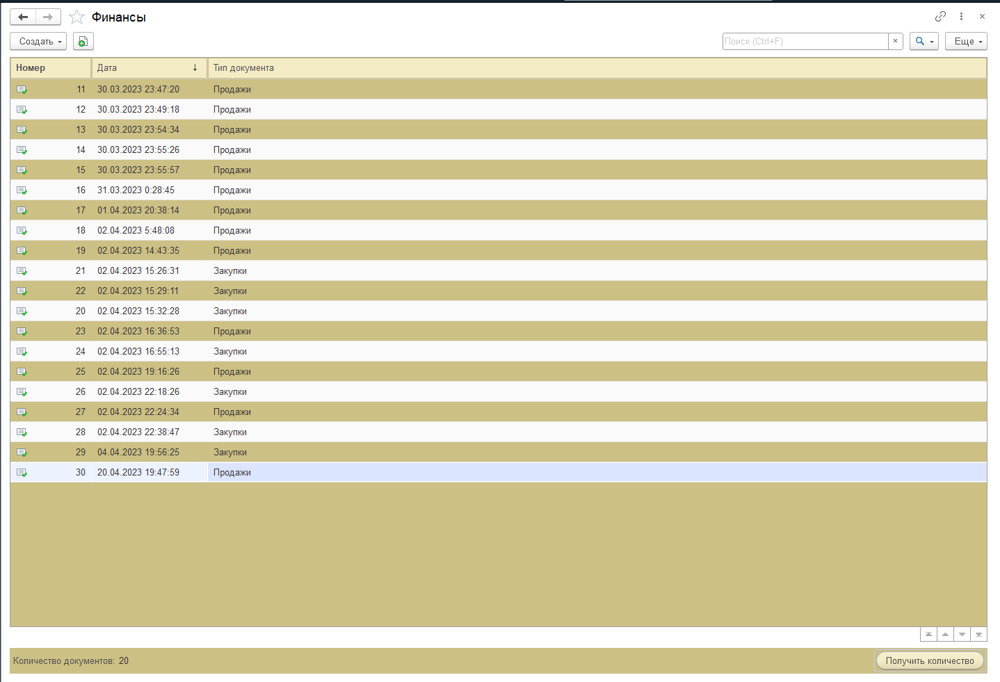 Финансы
Создать
Поиск (Ctrl+F)
Еще
Номер Дата Тип документа
11 30.03.2023 23:47:20 Продажи
12 30.03.2023 23:49:18 Продажи
13 30.03.2023 23:54:34 Продажи
14 30.03.2023 23:55:26 Продажи
15 30.03.2023 23:55:57 Продажи
16 31.03.2023 0:28:45 Продажи
17 01.04.2023 20:38:14 Продажи
18 02.04.2023 5:48:08 Продажи
19 02.04.2023 14:43:35 Продажи
21 02.04.2023 15:26:31 Закупки
22 02.04.2023 15:29:11 Закупки
20 02.04.2023 15:32:28 Закупки
23 02.04.2023 16:36:53 Продажи
24 02.04.2023 16:55:13 Закупки
25 02.04.2023 19:16:26 Продажи
26 02.04.2023 22:18:26 Закупки
27 02.04.2023 22:24:34 Продажи
28 02.04.2023 22:38:47 Закупки
29 04.04.2023 19:56:25 Закупки
30 20.04.2023 19:47:59 Продажи
Количество документов: 20
Получить количество